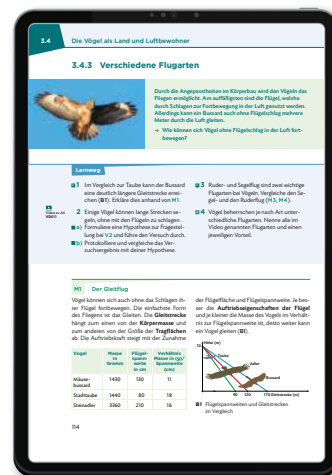 3.4
Die Vögel als Land und Luftbewohner
3.4.3 Verschiedene Flugarten
Durch die Angepasstheiten im Körperbau wird den Vögeln das
Fliegen ermöglicht. Am auffälligsten sind die Flügel, welche
durch Schlagen zur Fortbewegung in der Luft genutzt werden.
Allerdings kann ein Bussard auch ohne Flügelschlag mehrere
Meter durch die Luft gleiten.
→ Wie können sich Vögel ohne Flügelschlag in der Luft fort-
bewegen?
Lernweg
1 Im Vergleich zur Taube kann der Bussard
eine deutlich längere Gleitstrecke errei-
chen (B1). Erkläre dies anhand von M1.
2 Einige Vögel können lange Strecken se-
geln, ohne mit den Flügeln zu schlagen.
a) Formuliere eine Hypothese zur Fragestel-
lung bei V2 und führe den Versuch durch.
b) Protokolliere und vergleiche das Ver-
suchsergebnis mit deiner Hypothese.
3 Ruder- und Segelflug sind zwei wichtige
Flugarten bei Vögeln. Vergleiche den Se-
gel- und den Ruderflug (M2, M4).
4 Vögel beherrschen je nach Art unter-
schiedliche Flugarten. Nenne alle im
Video genannten Flugarten und einen
jeweiligen Vorteil.
M1 Der Gleitflug
Vögel können sich auch ohne das Schlagen ih-
rer Flügel fortbewegen. Die einfachste Form
des Fliegens ist das Gleiten. Die Gleitstrecke
hängt zum einen von der Körpermasse und
zum anderen von der Größe der Tragflächen
ab. Die Auftriebskraft steigt mit der Zunahme
der Flügelfläche und Flügelspannweite. Je bes-
ser die Auftriebseigenschaften der Flügel
und je kleiner die Masse des Vogels im Verhält-
nis zur Flügelspannweite ist, desto weiter kann
ein Vogel gleiten (B1).
Vogel Masse in Gramm Flügel-spann-weite in cm Verhältnis Masse in (g)/ Spannweite (cm)
Mäuse-bussard 1430 130 11
Stadttaube 1440 80 18
Steinadler 3360 210 16
Höhe (m)
10
Taube
Adler
Bussard
90 120 170 Gleitstrecke (m)
B1 Flügelspannweiten und Gleitstrecken
im Vergleich
154